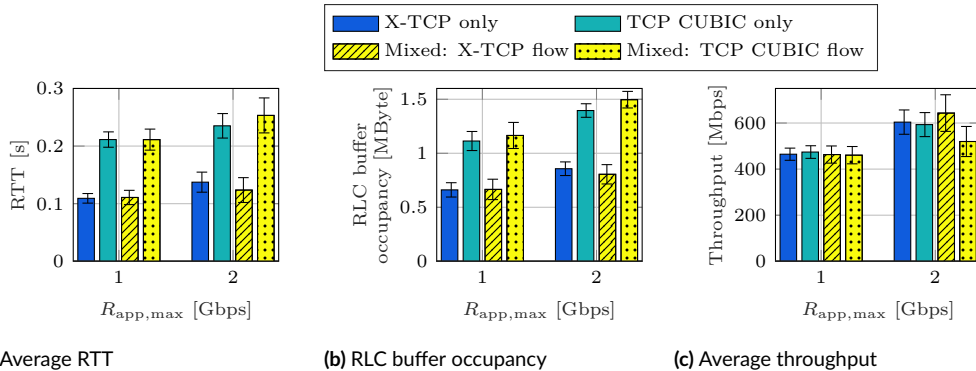 X-TCP only TCP CUBIC only
Mixed: X-TCP flow Mixed: TCP CUBIC flow
0.3
0.2
0.1
0
RTT [s]
1 2
R_app,max [Gbps]
Average RTT
1.5
1
0.5
0
RLC buffer
occupancy [MByte]
1 2
R_app,max [Gbps]
(b) RLC buffer occupancy
600
400
200
0
Throughput [Mbps]
1 2
R_app,max [Gbps]
(c) Average throughput